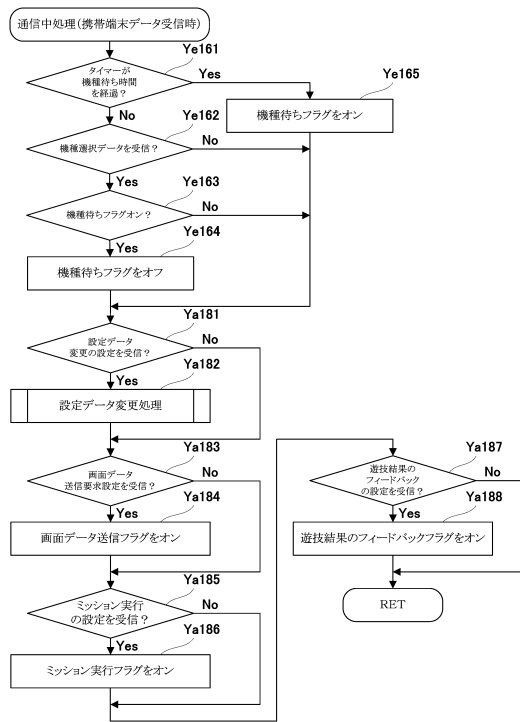 通信中処理(携帯端末データ受信時)
Ye161
タイマーが
機種待ち時間
を経過？
Yes
Ye165
機種待ちフラグをオン
No
Ye162
機種選択データを受信？
No
Yes
Ye163
機種待ちフラグオン？
No
Yes
Ye164
機種待ちフラグをオフ
Ya181
設定データ
変更の設定を受信？
No
Yes
Ya182
設定データ変更処理
Ya183
画面データ
送信要求設定を受信？
No
Yes
Ya184
画面データ送信フラグをオン
Ya185
ミッション実行
の設定を受信？
No
Yes
Ya186
ミッション実行フラグをオン
Ya187
遊技結果の
フィードバック
の設定を受信？
No
Yes
Ya188
遊技結果のフィードバックフラグをオン
RET